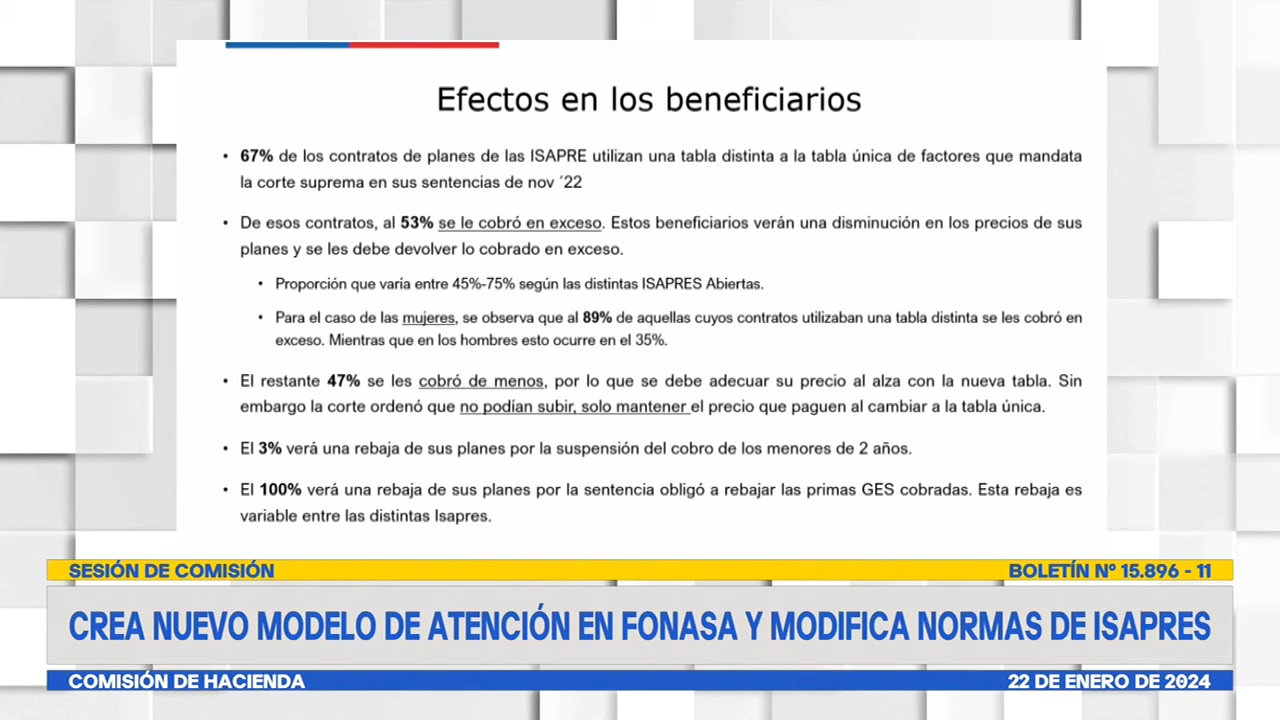 Efectos en los beneficiarios
• 67% de los contratos de planes de las ISAPRE utilizan una tabla distinta a la tabla única de factores que mandata
la corte suprema en sus sentencias de nov ´22
• De esos contratos, al 53% se le cobró en exceso. Estos beneficiarios verán una disminución en los precios de sus
planes y se les debe devolver lo cobrado en exceso.
• Proporción que varía entre 45%-75% según las distintas ISAPRES Abiertas.
• Para el caso de las mujeres, se observa que al 89% de aquellas cuyos contratos utilizaban una tabla distinta se les cobró en
exceso. Mientras que en los hombres esto ocurre en el 35%.
• El restante 47% se les cobró de menos, por lo que se debe adecuar su precio al alza con la nueva tabla. Sin
embargo la corte ordenó que no podían subir, solo mantener el precio que paguen al cambiar a la tabla única.
• El 3% verá una rebaja de sus planes por la suspensión del cobro de los menores de 2 años.
• El 100% verá una rebaja de sus planes por la sentencia obligó a rebajar las primas GES cobradas. Esta rebaja es
variable entre las distintas Isapres.
SESIÓN DE COMISIÓN
BOLETÍN Nº 15.896 - 11
CREA NUEVO MODELO DE ATENCIÓN EN FONASA Y MODIFICA NORMAS DE ISAPRES
COMISIÓN DE HACIENDA
22 DE ENERO DE 2024